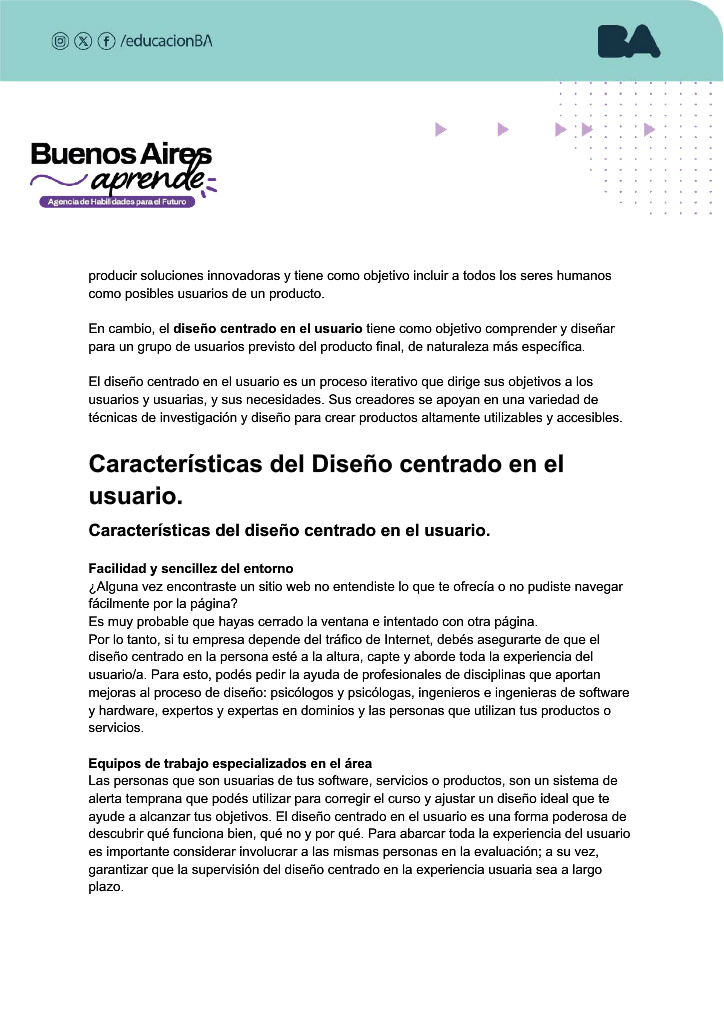 /educacionBA
BA
Buenos Aires
aprende
Agencia de Habilidades para el Futuro
producir soluciones innovadoras y tiene como objetivo incluir a todos los seres humanos
como posibles usuarios de un producto.
En cambio, el diseño centrado en el usuario tiene como objetivo comprender y diseñar
para un grupo de usuarios previsto del producto final, de naturaleza más específica.
El diseño centrado en el usuario es un proceso iterativo que dirige sus objetivos a los
usuarios y usuarias, y sus necesidades. Sus creadores se apoyan en una variedad de
técnicas de investigación y diseño para crear productos altamente utilizables y accesibles.
Características del Diseño centrado en el
usuario.
Características del diseño centrado en el usuario.
Facilidad y sencillez del entorno
¿Alguna vez encontraste un sitio web no entendiste lo que te ofrecía o no pudiste navegar
fácilmente por la página?
Es muy probable que hayas cerrado la ventana e intentado con otra página.
Por lo tanto, si tu empresa depende del tráfico de Internet, debés asegurarte de que el
diseño centrado en la persona esté a la altura, capte y aborde toda la experiencia del
usuario/a. Para esto, podés pedir la ayuda de profesionales de disciplinas que aportan
mejoras al proceso de diseño: psicólogos y psicólogas, ingenieros e ingenieras de software
y hardware, expertos y expertas en dominios y las personas que utilizan tus productos o
servicios.
Equipos de trabajo especializados en el área
Las personas que son usuarias de tus software, servicios o productos, son un sistema de
alerta temprana que podés utilizar para corregir el curso y ajustar un diseño ideal que te
ayude a alcanzar tus objetivos. El diseño centrado en el usuario es una forma poderosa de
descubrir qué funciona bien, qué no y por qué. Para abarcar toda la experiencia del usuario
es importante considerar involucrar a las mismas personas en la evaluación; a su vez,
garantizar que la supervisión del diseño centrado en la experiencia usuaria sea a largo
plazo.